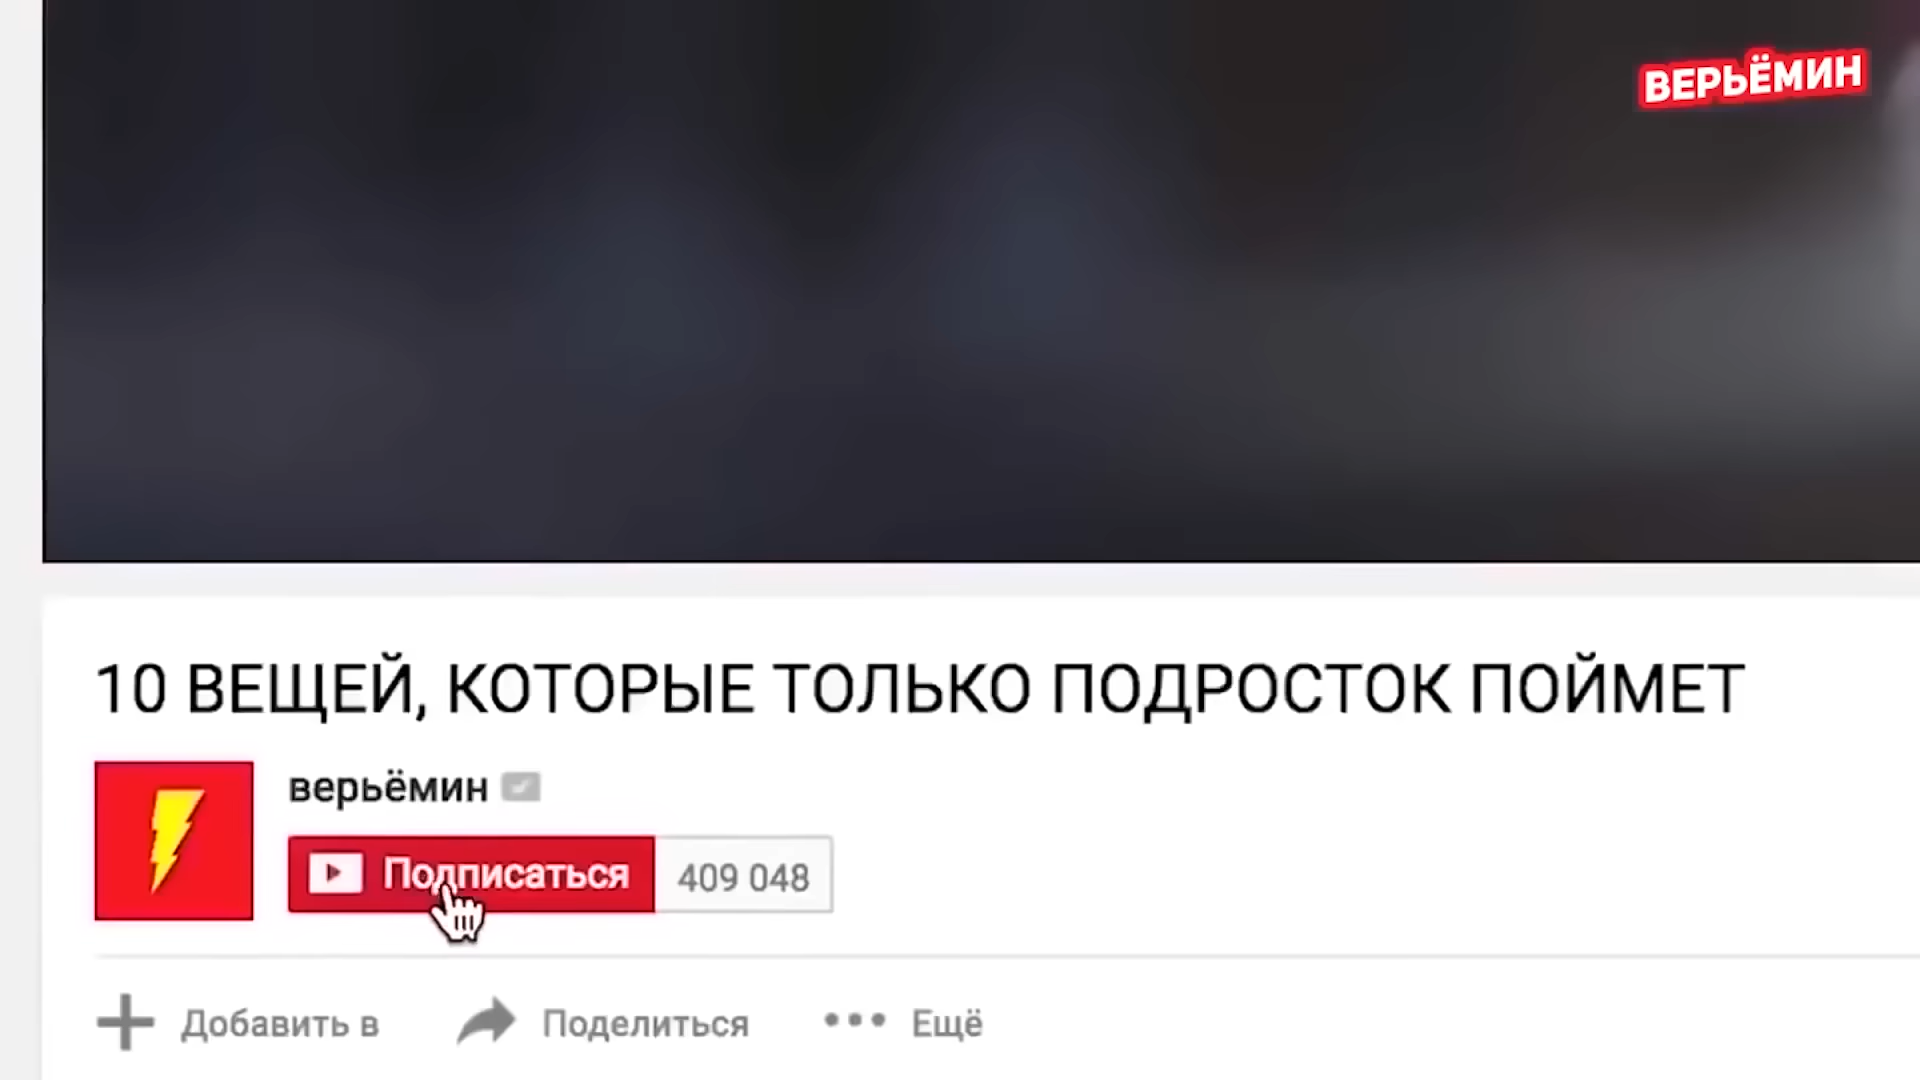 ВЕРЬЁМИН
10 ВЕЩЕЙ, КОТОРЫЕ ТОЛЬКО ПОДРОСТОК ПОЙМЕТ
верьёмин
Подписаться 409 048
Добавить в Поделиться Ещё